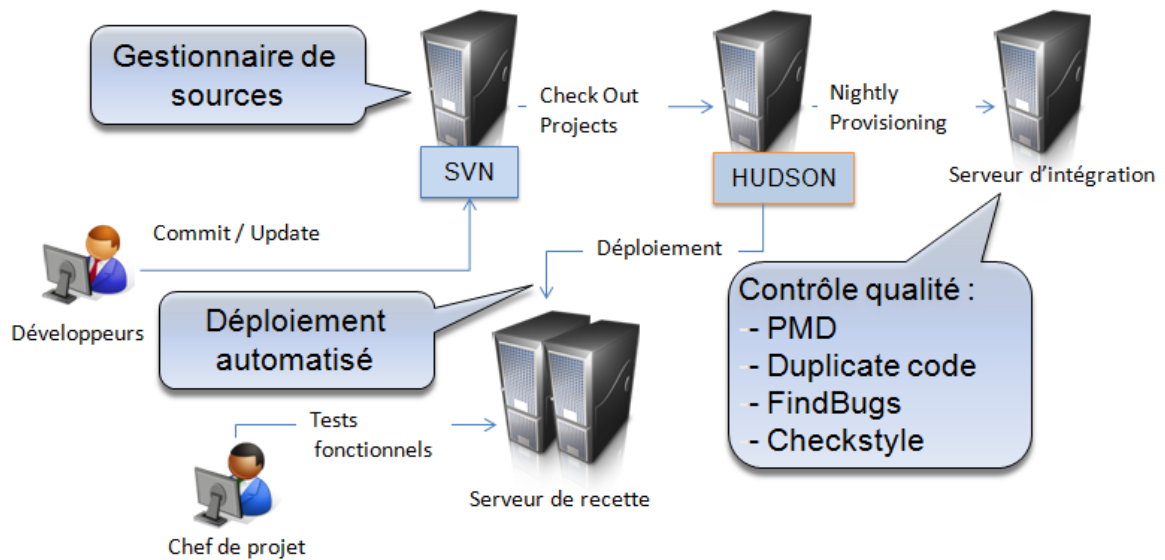 Gestionnaire de
sources
Check Out
Projects
Nightly
Provisioning
SVN
HUDSON
Serveur d'intégration
Commit / Update
Déploiement
Développeurs
Déploiement
automatisé
Contrôle qualité :
- PMD
- Duplicate code
- FindBugs
- Checkstyle
Tests
fonctionnels
Serveur de recette
Chef de projet